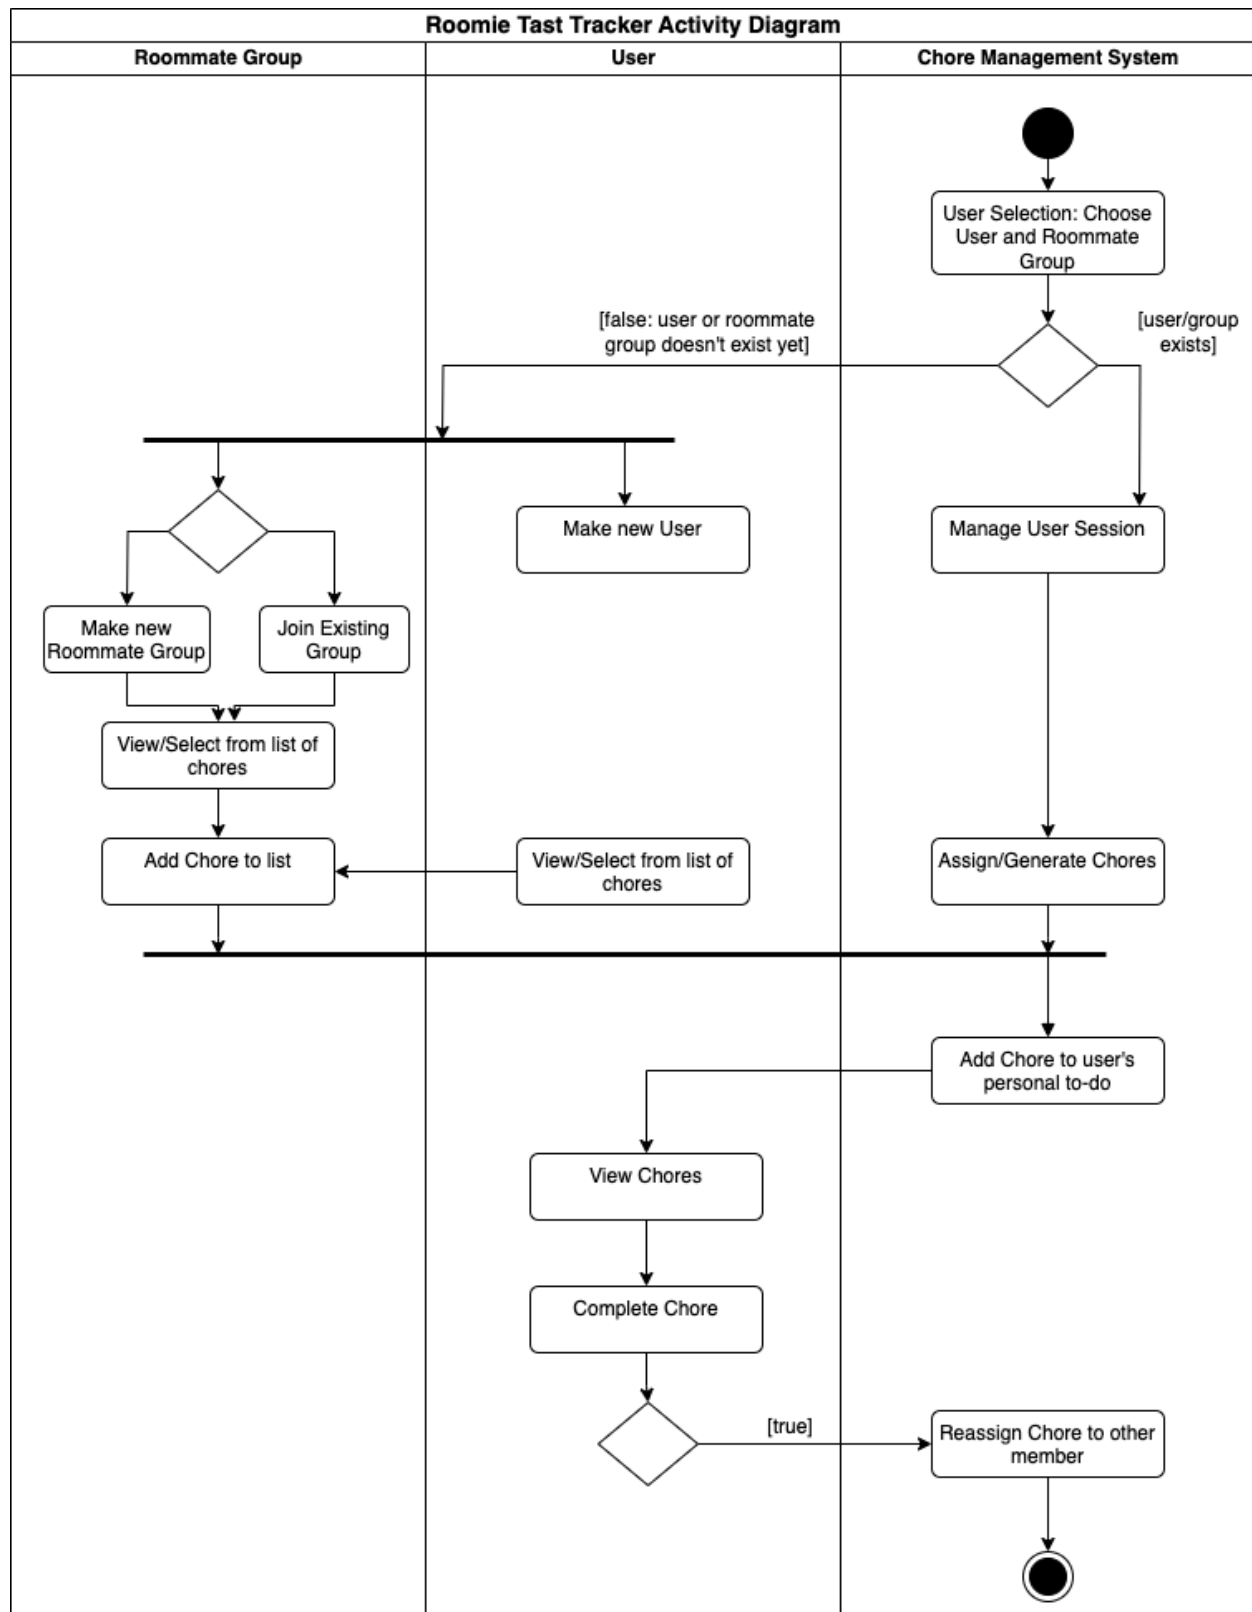 Roomie Tast Tracker Activity Diagram
Roommate Group
User
Chore Management System
User Selection: Choose
User and Roommate
Group
[false: user or roommate
group doesn't exist yet]
[user/group
exists]
Make new User
Manage User Session
Make new
Roommate Group
Join Existing
Group
View/Select from list of
chores
Add Chore to list
View/Select from list of
chores
Assign/Generate Chores
Add Chore to user's
personal to-do
View Chores
Complete Chore
[true]
Reassign Chore to other
member